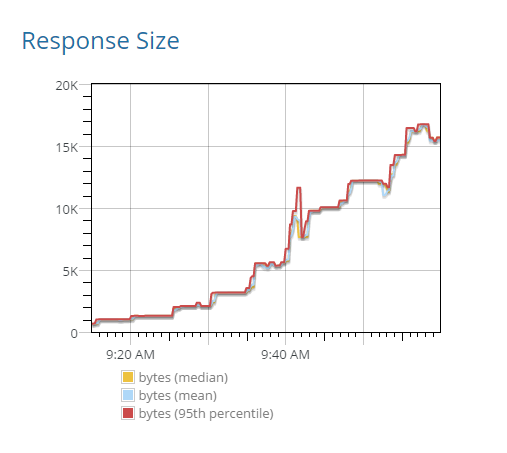 Response Size
20K
15K
10K
5K
0
9:20 AM 9:40 AM
bytes (median)
bytes (mean)
bytes (95th percentile)